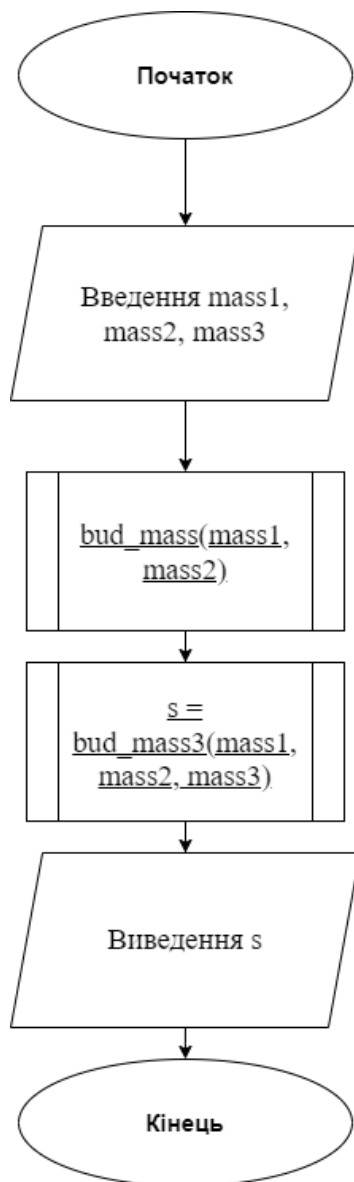 Початок
Введення mass1,
mass2, mass3
bud_mass(mass1,
mass2)
s =
bud_mass3(mass1,
mass2, mass3)
Виведення s
Кінець